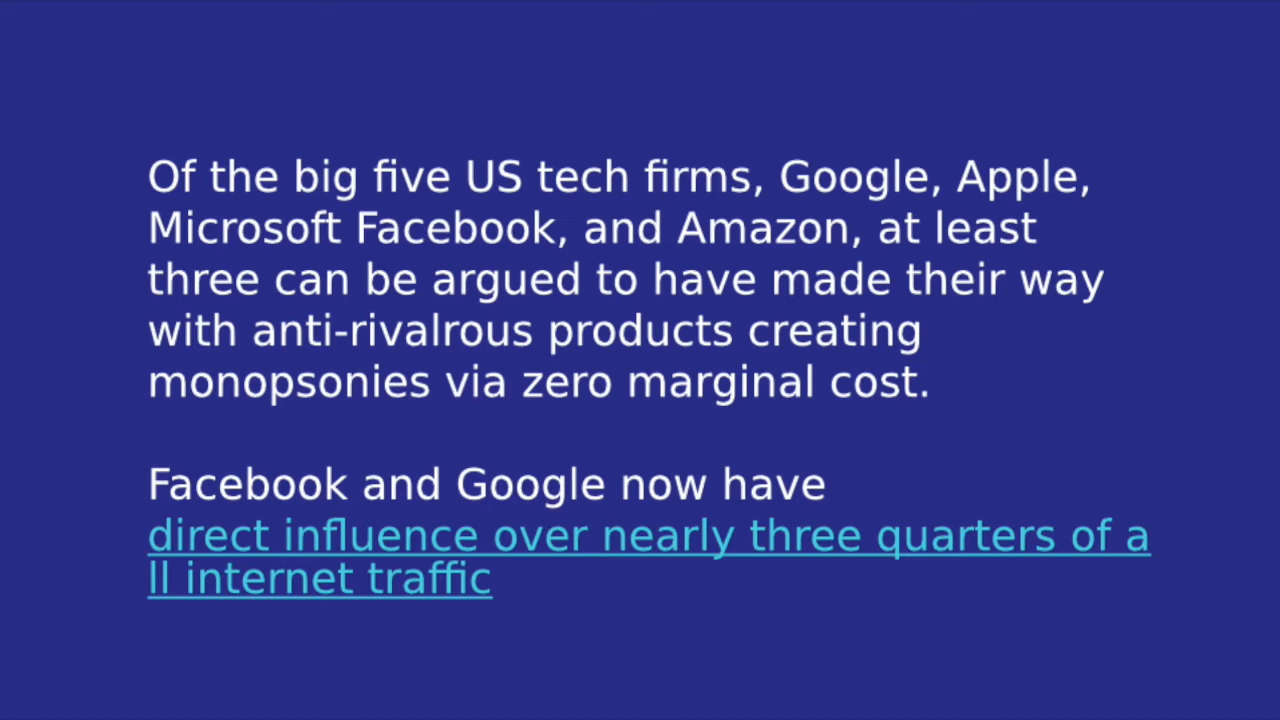 Of the big five US tech firms, Google, Apple,
Microsoft Facebook, and Amazon, at least
three can be argued to have made their way
with anti-rivalrous products creating
monopsonies via zero marginal cost.
Facebook and Google now have
direct influence over nearly three quarters of a
ll internet traffic